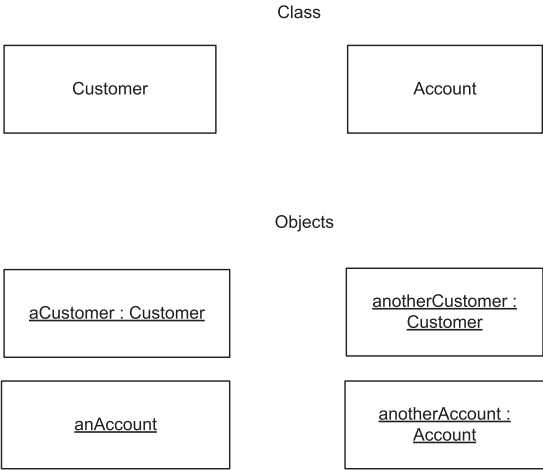 Class
Customer
Account
Objects
aCustomer : Customer
anotherCustomer :
Customer
anAccount
anotherAccount :
Account